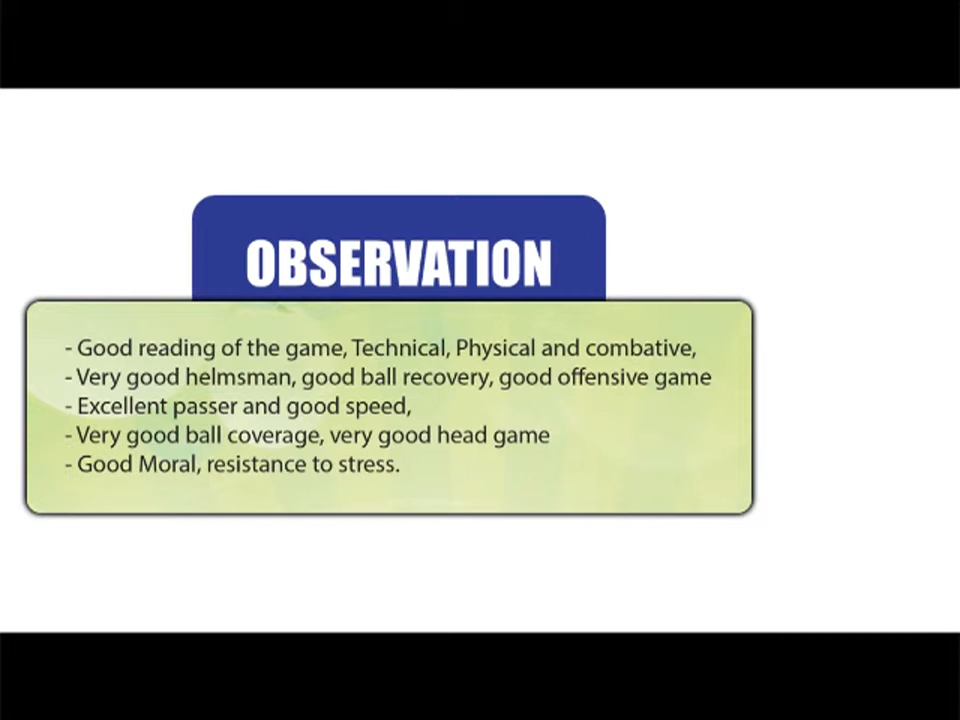 OBSERVATION
- Good reading of the game, Technical, Physical and combative,
- Very good helmsman, good ball recovery, good offensive game
- Excellent passer and good speed,
- Very good ball coverage, very good head game
- Good Moral, resistance to stress.